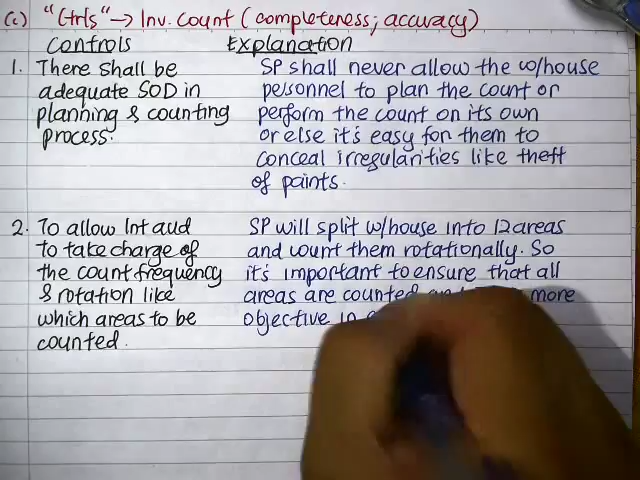 (c) "Ctrls" → Inv. count (completeness; accuracy)
Controls Explanation
1. There shall be
adequate SOD in
planning & counting
process.
SP shall never allow the w/house
personnel to plan the count or
perform the count on its own
or else it's easy for them to
conceal irregularities like theft
of paints.
2. To allow Int aud
to take charge of
the count frequency
& rotation like
which areas to be
counted.
SP will split w/house into 12 areas
and count them rotationally. So
it's important to ensure that all
areas are counted and more
objective in